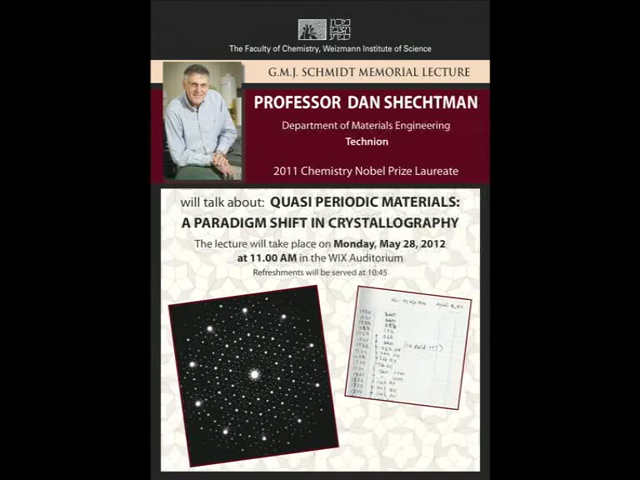 The Faculty of Chemistry, Weizmann Institute of Science
G.M.J. SCHMIDT MEMORIAL LECTURE
PROFESSOR DAN SHECHTMAN
Department of Materials Engineering
Technion
2011 Chemistry Nobel Prize Laureate
will talk about: QUASI PERIODIC MATERIALS:
A PARADIGM SHIFT IN CRYSTALLOGRAPHY
The lecture will take place on Monday, May 28, 2012
at 11.00 AM in the WIX Auditorium
Refreshments will be served at 10:45